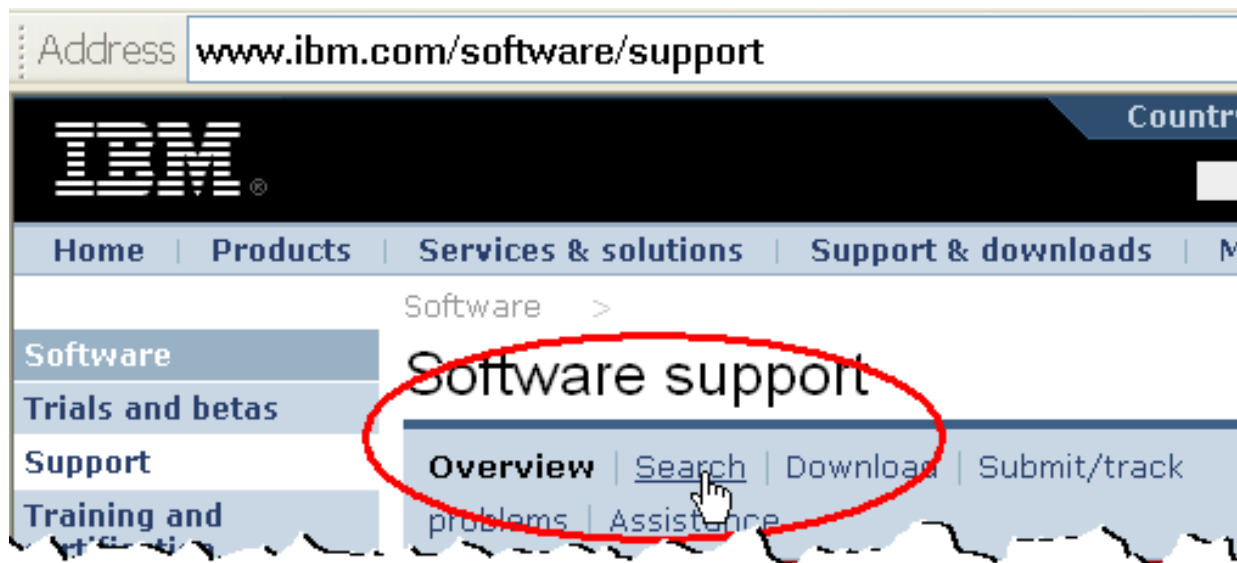 Address www.ibm.com/software/support
Countr
IBM®
Home | Products | Services & solutions | Support & downloads | M
Software >
Software
Software support
Trials and betas
Support
Overview | Search | Download | Submit/track
problems | Assistance
Training and